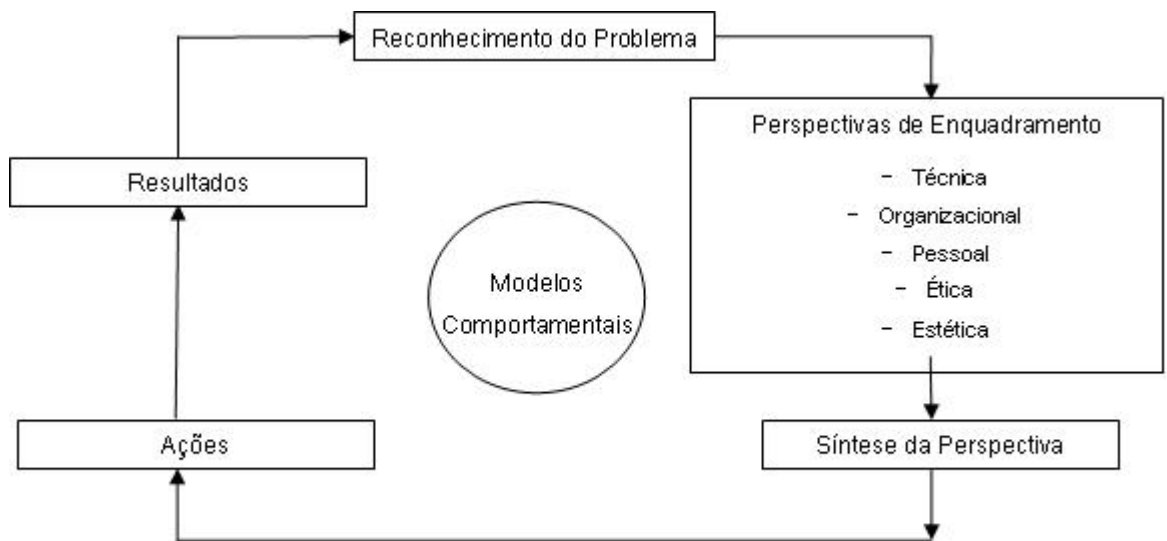 Reconhecimento do Problema
Perspectivas de Enquadramento
- Técnica
- Organizacional
- Pessoal
- Ética
- Estética
Síntese da Perspectiva
Ações
Resultados
Modelos
Comportamentais